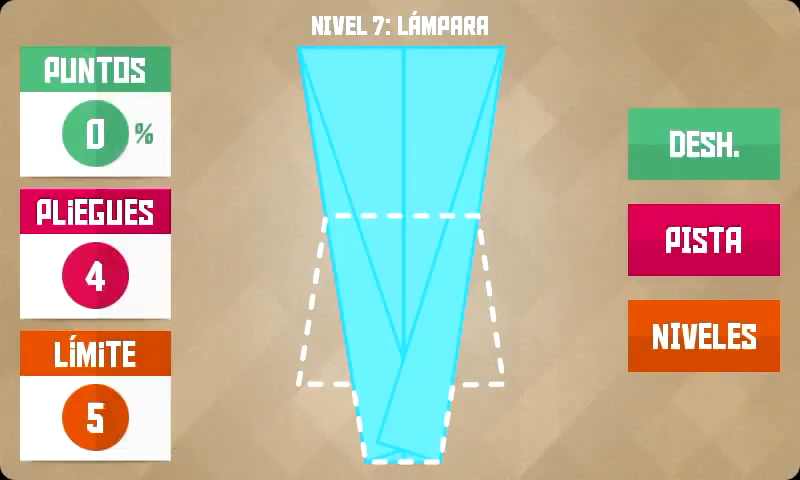 NIVEL 7: LÁMPARA
PUNTOS
0 %
PLIEGUES
4
LÍMITE
5
DESH.
PISTA
NIVELES